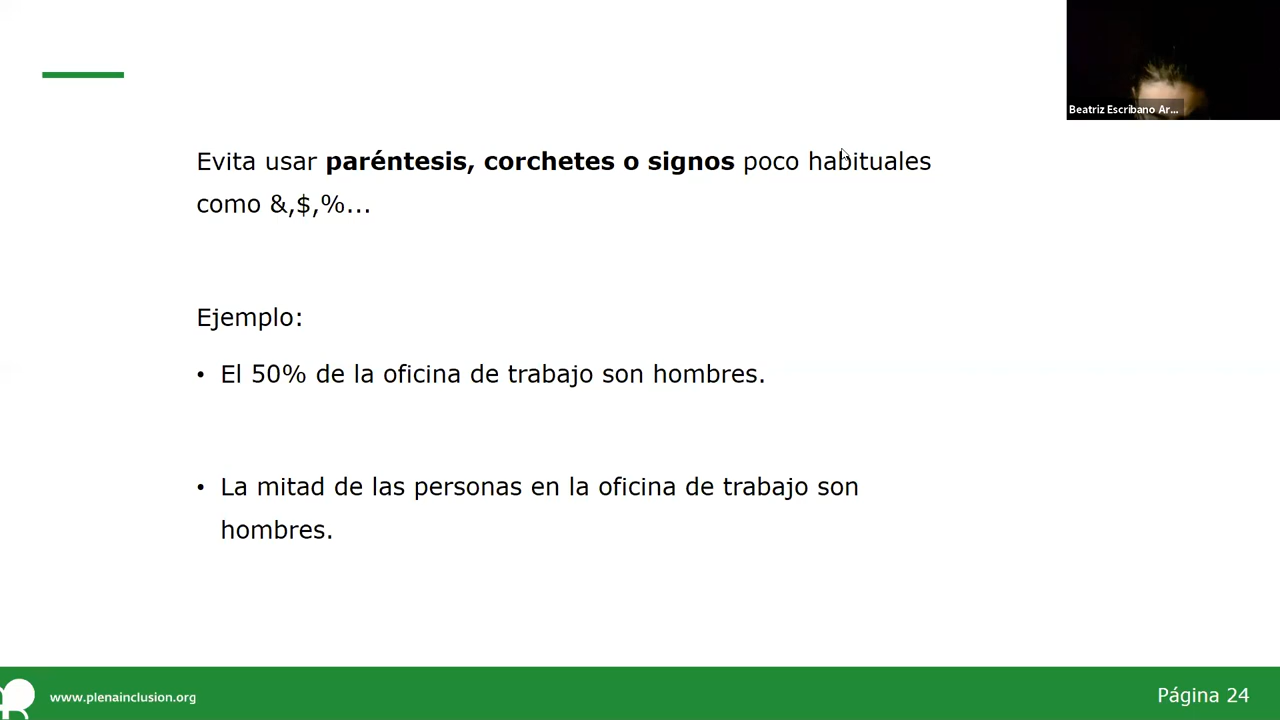 Beatriz Escribano Ar...
Evita usar paréntesis, corchetes o signos poco habituales
como &,$,%...
Ejemplo:
• El 50% de la oficina de trabajo son hombres.
• La mitad de las personas en la oficina de trabajo son
hombres.
www.plenainclusion.org
Página 24